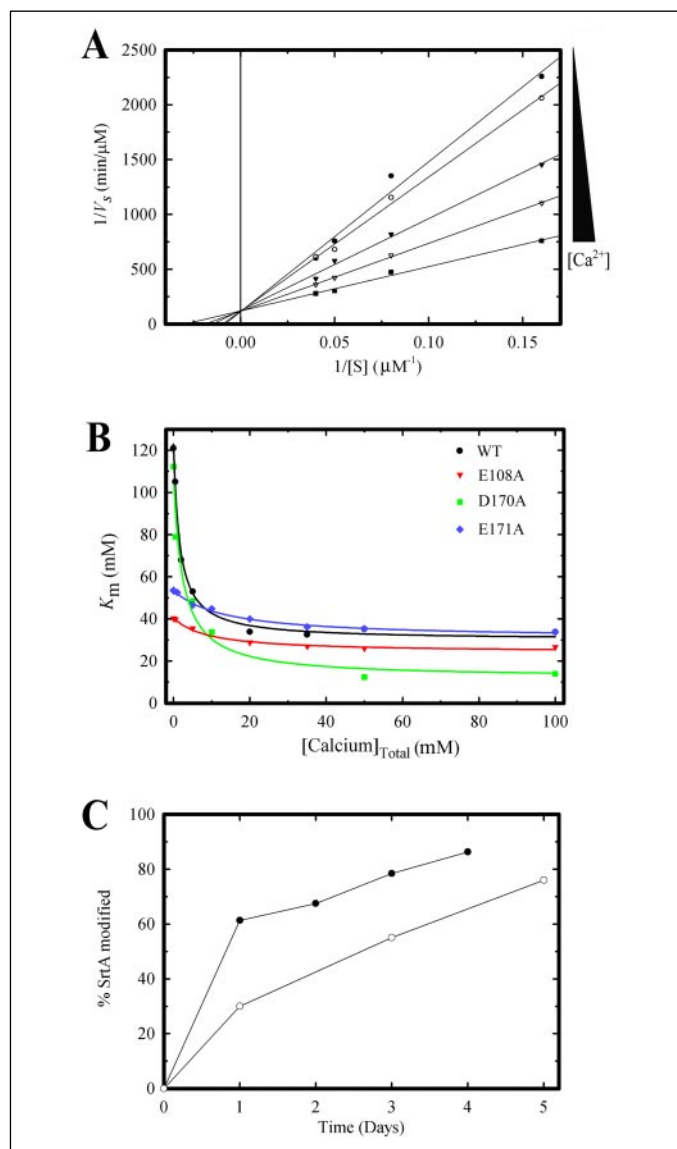 A
2500
2000
1500
1000
500
0
1/Vs (min/μM)
0.00
0.05
0.10
0.15
1/[S] (μM-1)
[Ca2+]
B
120
100
80
60
40
20
0
Km (mM)
WT
E108A
D170A
E171A
0
20
40
60
80
100
[Calcium]Total (mM)
C
100
80
60
40
20
0
% SrtA modified
0
1
2
3
4
5
Time (Days)